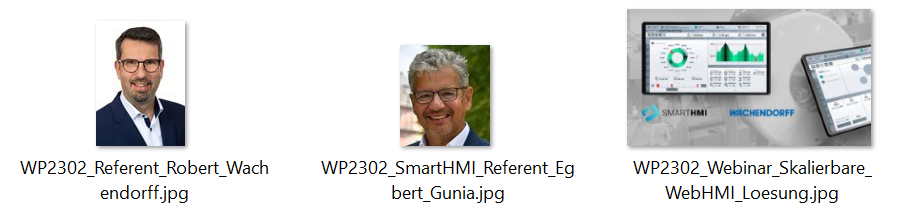 WP2302_Referent_Robert_Wach
endorff.jpg
WP2302_SmartHMI_Referent_Eg
bert_Gunia.jpg
SMARTHMI
WACHENDORFF
WP2302_Webinar_Skalierbare_
WebHMI_Loesung.jpg